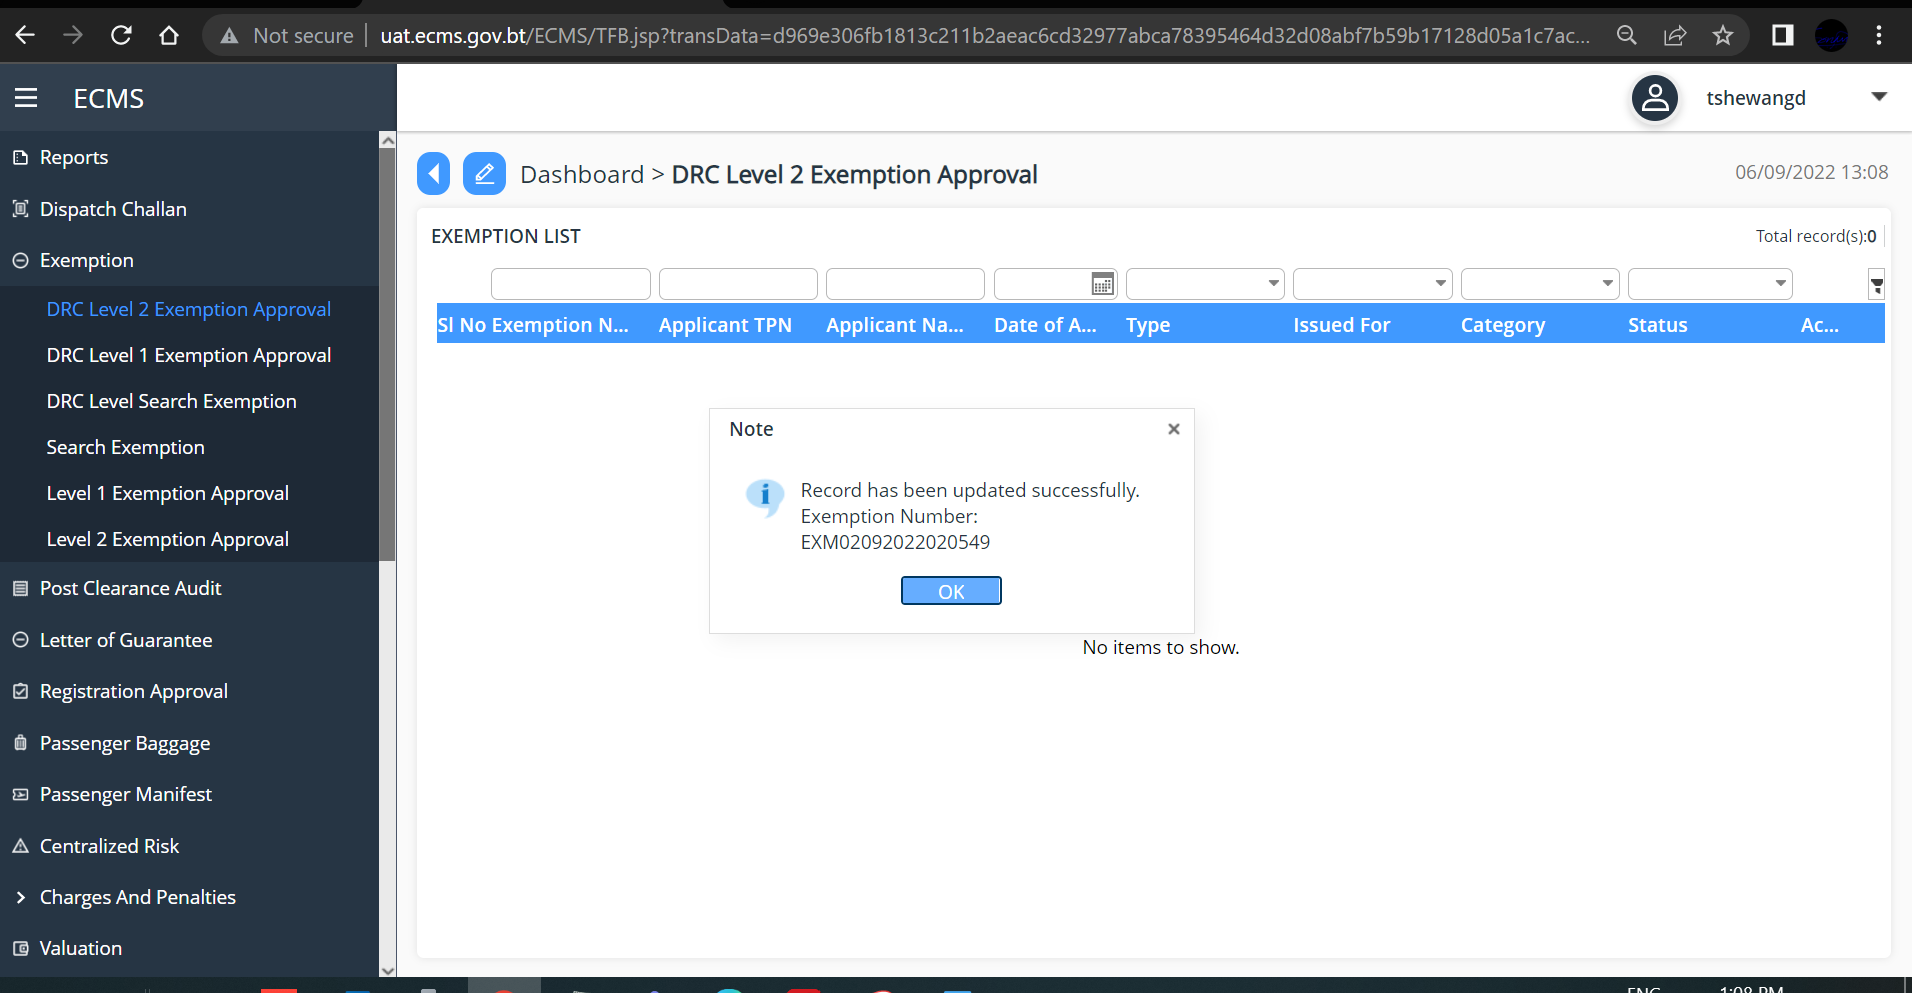 Not secure
uat.ecms.gov.bt/ECMS/TFB.jsp?transData=d969e306fb1813c211b2aeac6cd32977abca78395464d32d08abf7b59b17128d05a1c7ac...
ECMS
tshewangd
Reports
Dispatch Challan
Exemption
DRC Level 2 Exemption Approval
DRC Level 1 Exemption Approval
DRC Level Search Exemption
Search Exemption
Level 1 Exemption Approval
Level 2 Exemption Approval
Post Clearance Audit
Letter of Guarantee
Registration Approval
Passenger Baggage
Passenger Manifest
Centralized Risk
Charges And Penalties
Valuation
Dashboard > DRC Level 2 Exemption Approval
06/09/2022 13:08
EXEMPTION LIST
Total record(s):0
Sl No Exemption N... Applicant TPN Applicant Na... Date of A... Type Issued For Category Status Ac...
Note
Record has been updated successfully.
Exemption Number:
EXM02092022020549
OK
No items to show.
ENG
1:08 PM